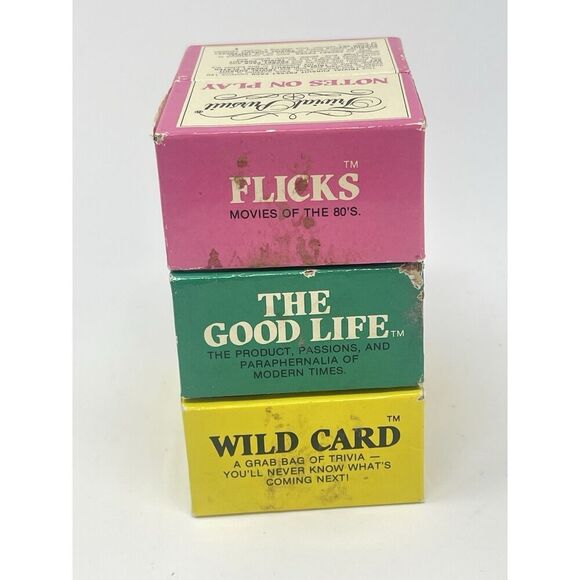 NOTES ON PLAY
Trivial Pursuit®
FLICKS™
MOVIES OF THE 80'S.
THE
GOOD LIFE™
THE PRODUCT, PASSIONS, AND
PARAPHERNALIA OF
MODERN TIMES.
WILD CARD™
A GRAB BAG OF TRIVIA —
YOU'LL NEVER KNOW WHAT'S
COMING NEXT!